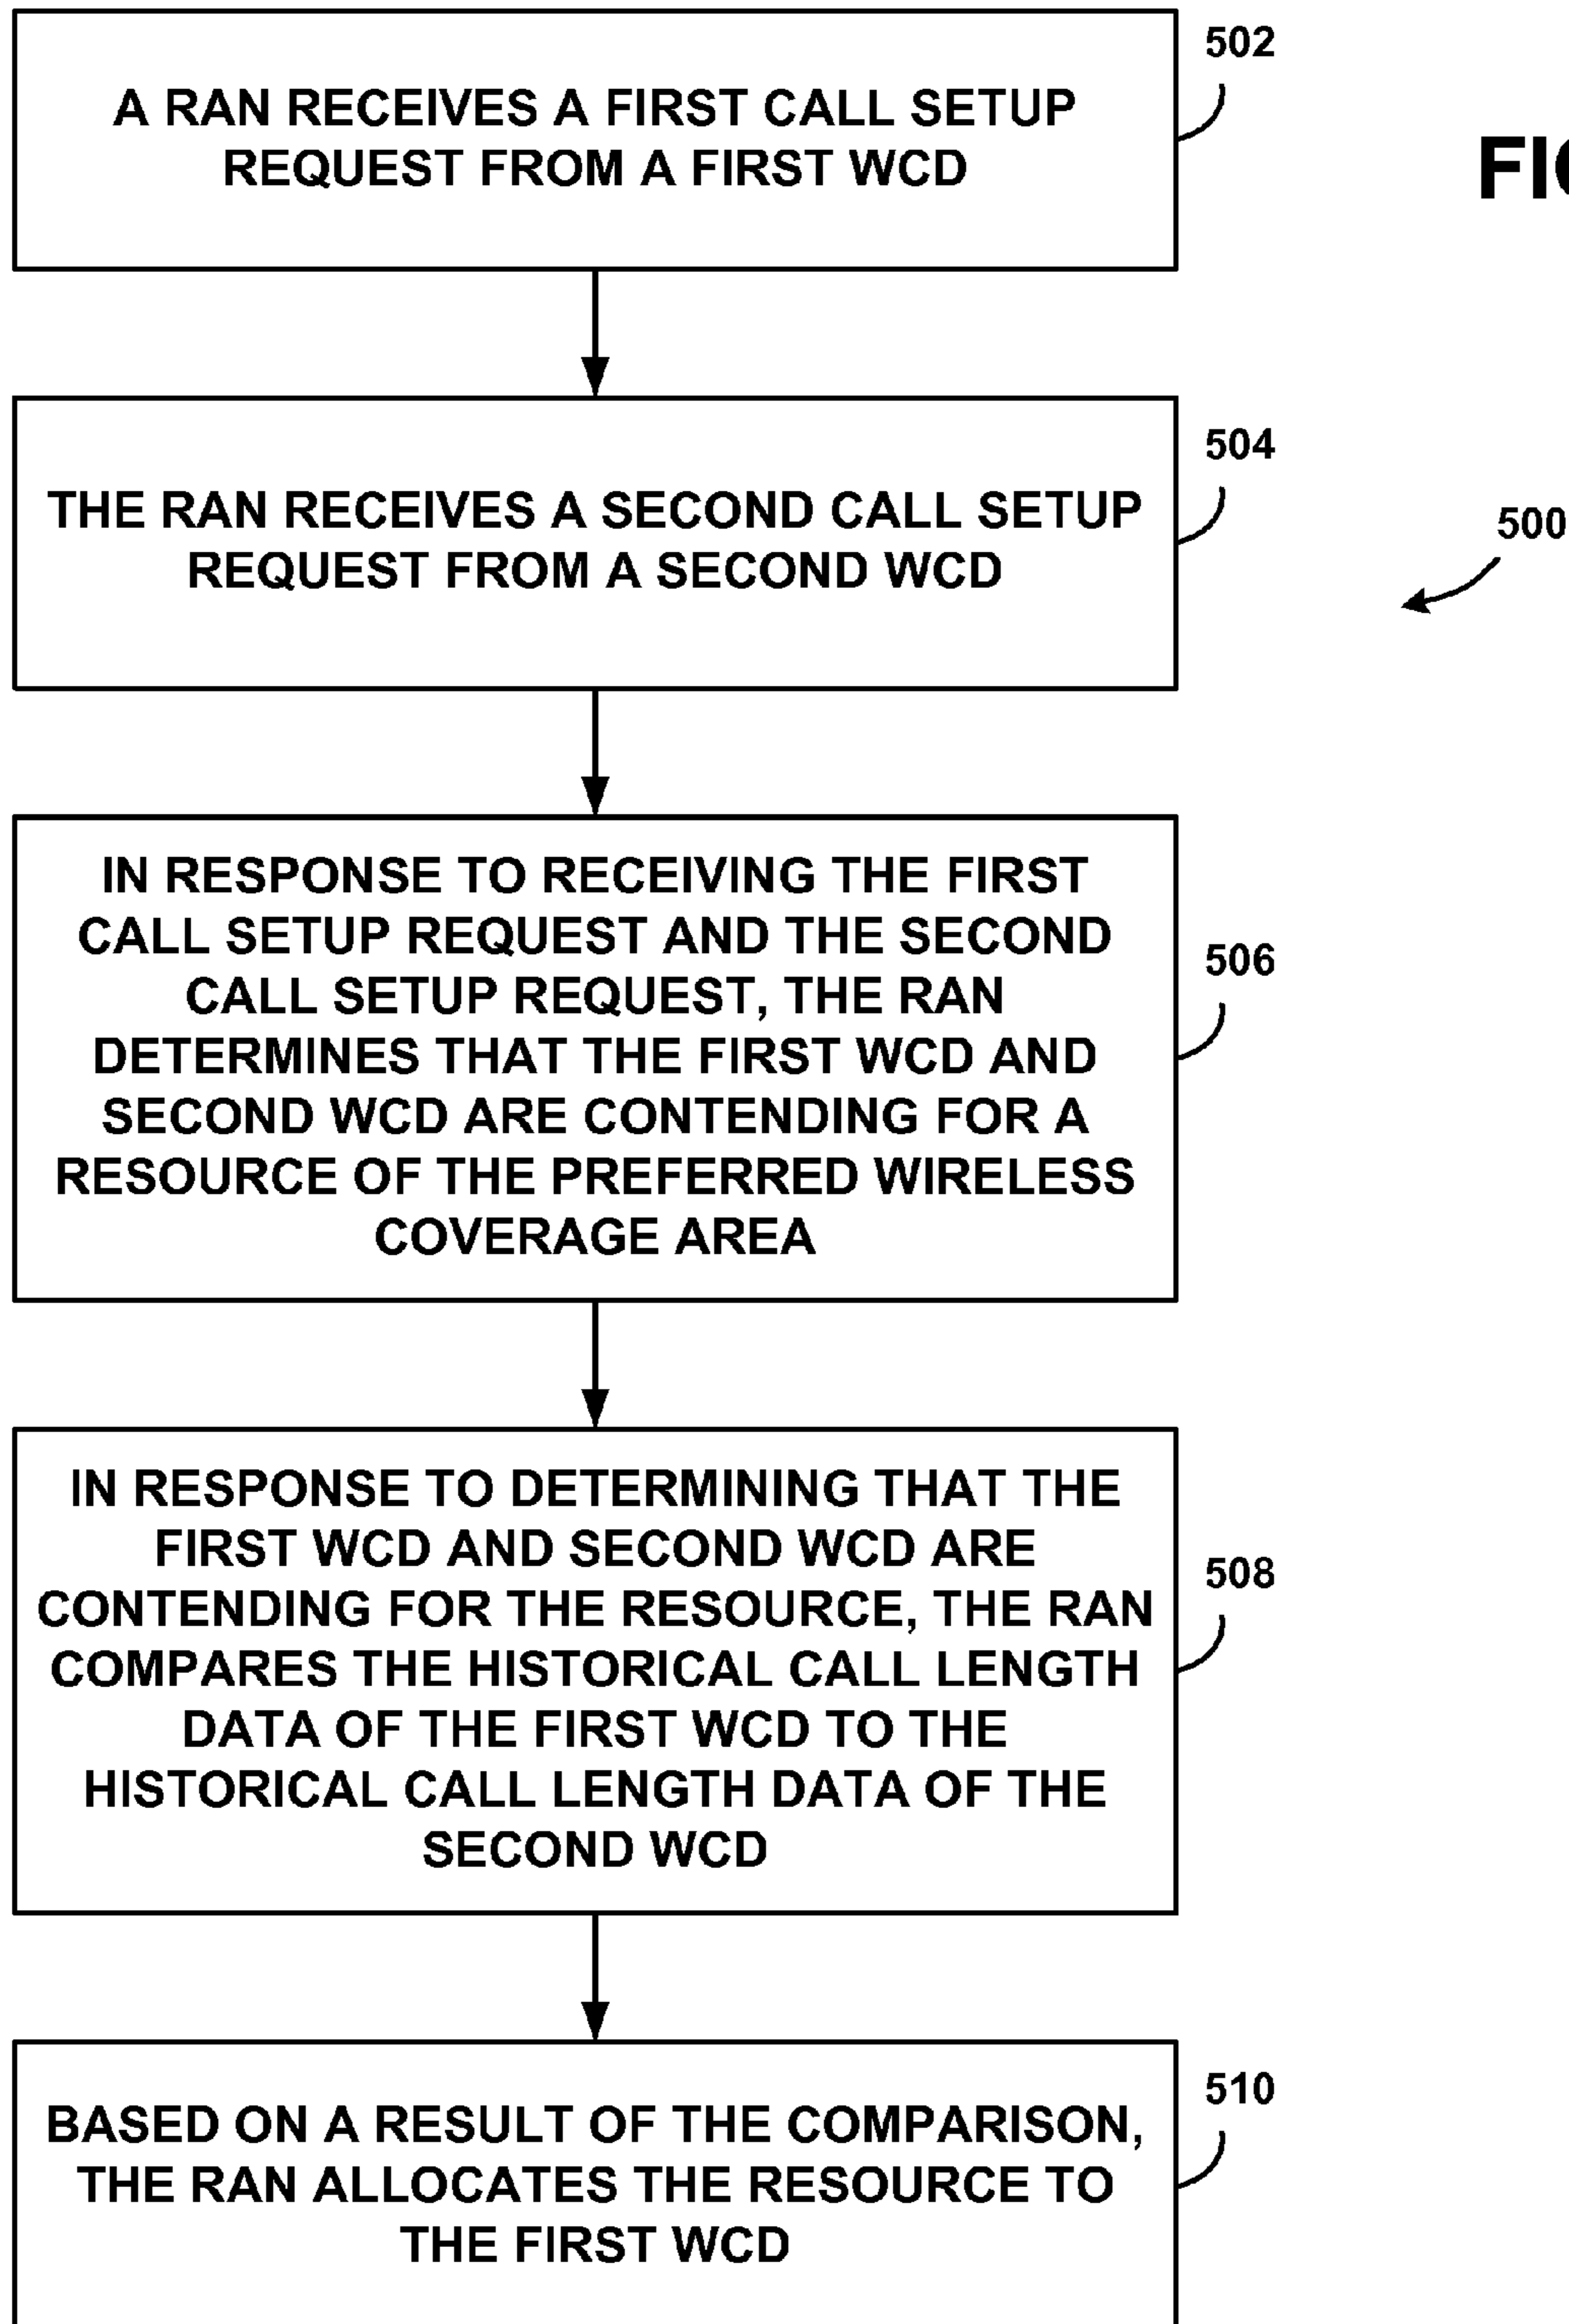 502
A RAN RECEIVES A FIRST CALL SETUP
REQUEST FROM A FIRST WCD
504
THE RAN RECEIVES A SECOND CALL SETUP
REQUEST FROM A SECOND WCD
500
506
IN RESPONSE TO RECEIVING THE FIRST
CALL SETUP REQUEST AND THE SECOND
CALL SETUP REQUEST, THE RAN
DETERMINES THAT THE FIRST WCD AND
SECOND WCD ARE CONTENDING FOR A
RESOURCE OF THE PREFERRED WIRELESS
COVERAGE AREA
508
IN RESPONSE TO DETERMINING THAT THE
FIRST WCD AND SECOND WCD ARE
CONTENDING FOR THE RESOURCE, THE RAN
COMPARES THE HISTORICAL CALL LENGTH
DATA OF THE FIRST WCD TO THE
HISTORICAL CALL LENGTH DATA OF THE
SECOND WCD
510
BASED ON A RESULT OF THE COMPARISON,
THE RAN ALLOCATES THE RESOURCE TO
THE FIRST WCD